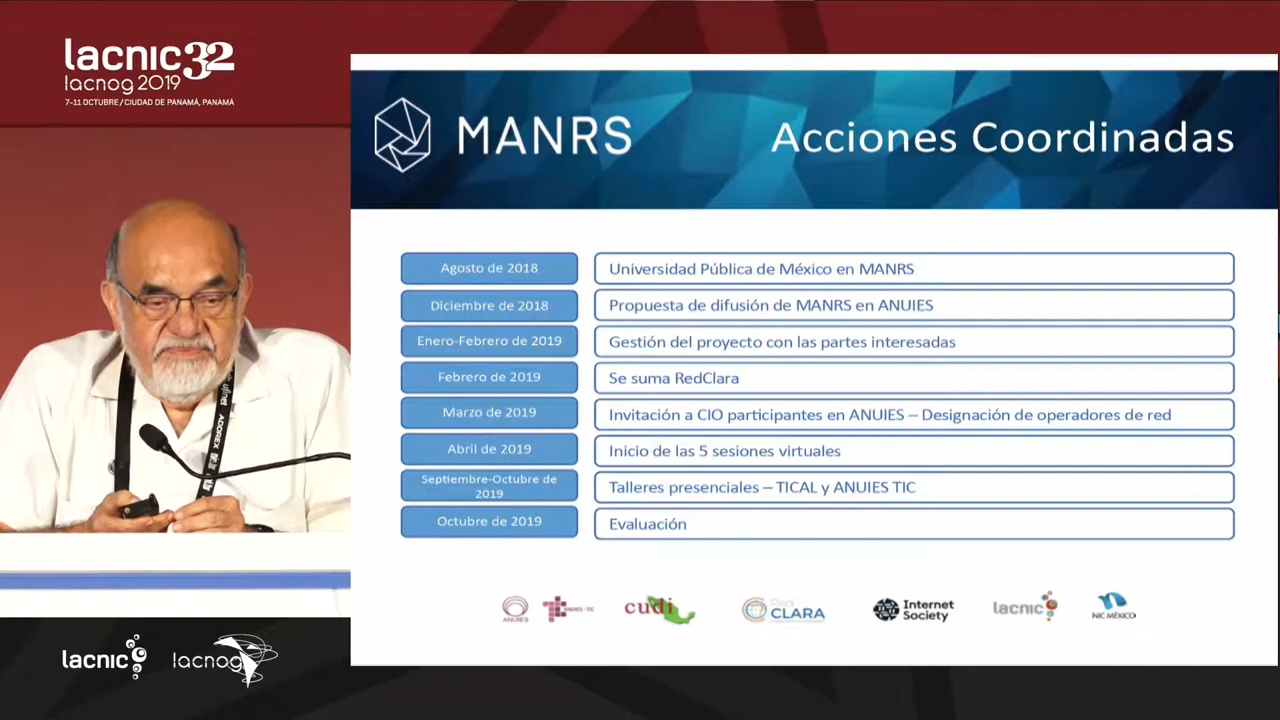 lacnic32
lacnog 2019
7-11 OCTUBRE / CIUDAD DE PANAMÁ, PANAMÁ
MANRS
Acciones Coordinadas
Agosto de 2018
Universidad Pública de México en MANRS
Diciembre de 2018
Propuesta de difusión de MANRS en ANUIES
Enero-Febrero de 2019
Gestión del proyecto con las partes interesadas
Febrero de 2019
Se suma RedClara
Marzo de 2019
Invitación a CIO participantes en ANUIES – Designación de operadores de red
Abril de 2019
Inicio de las 5 sesiones virtuales
Septiembre-Octubre de
2019
Talleres presenciales – TICAL y ANUIES TIC
Octubre de 2019
Evaluación
ANUIES
ANUIES - TIC
cudi
Red
CLARA
Internet
Society
lacnic
NIC MÉXICO
lacnic
lacnog